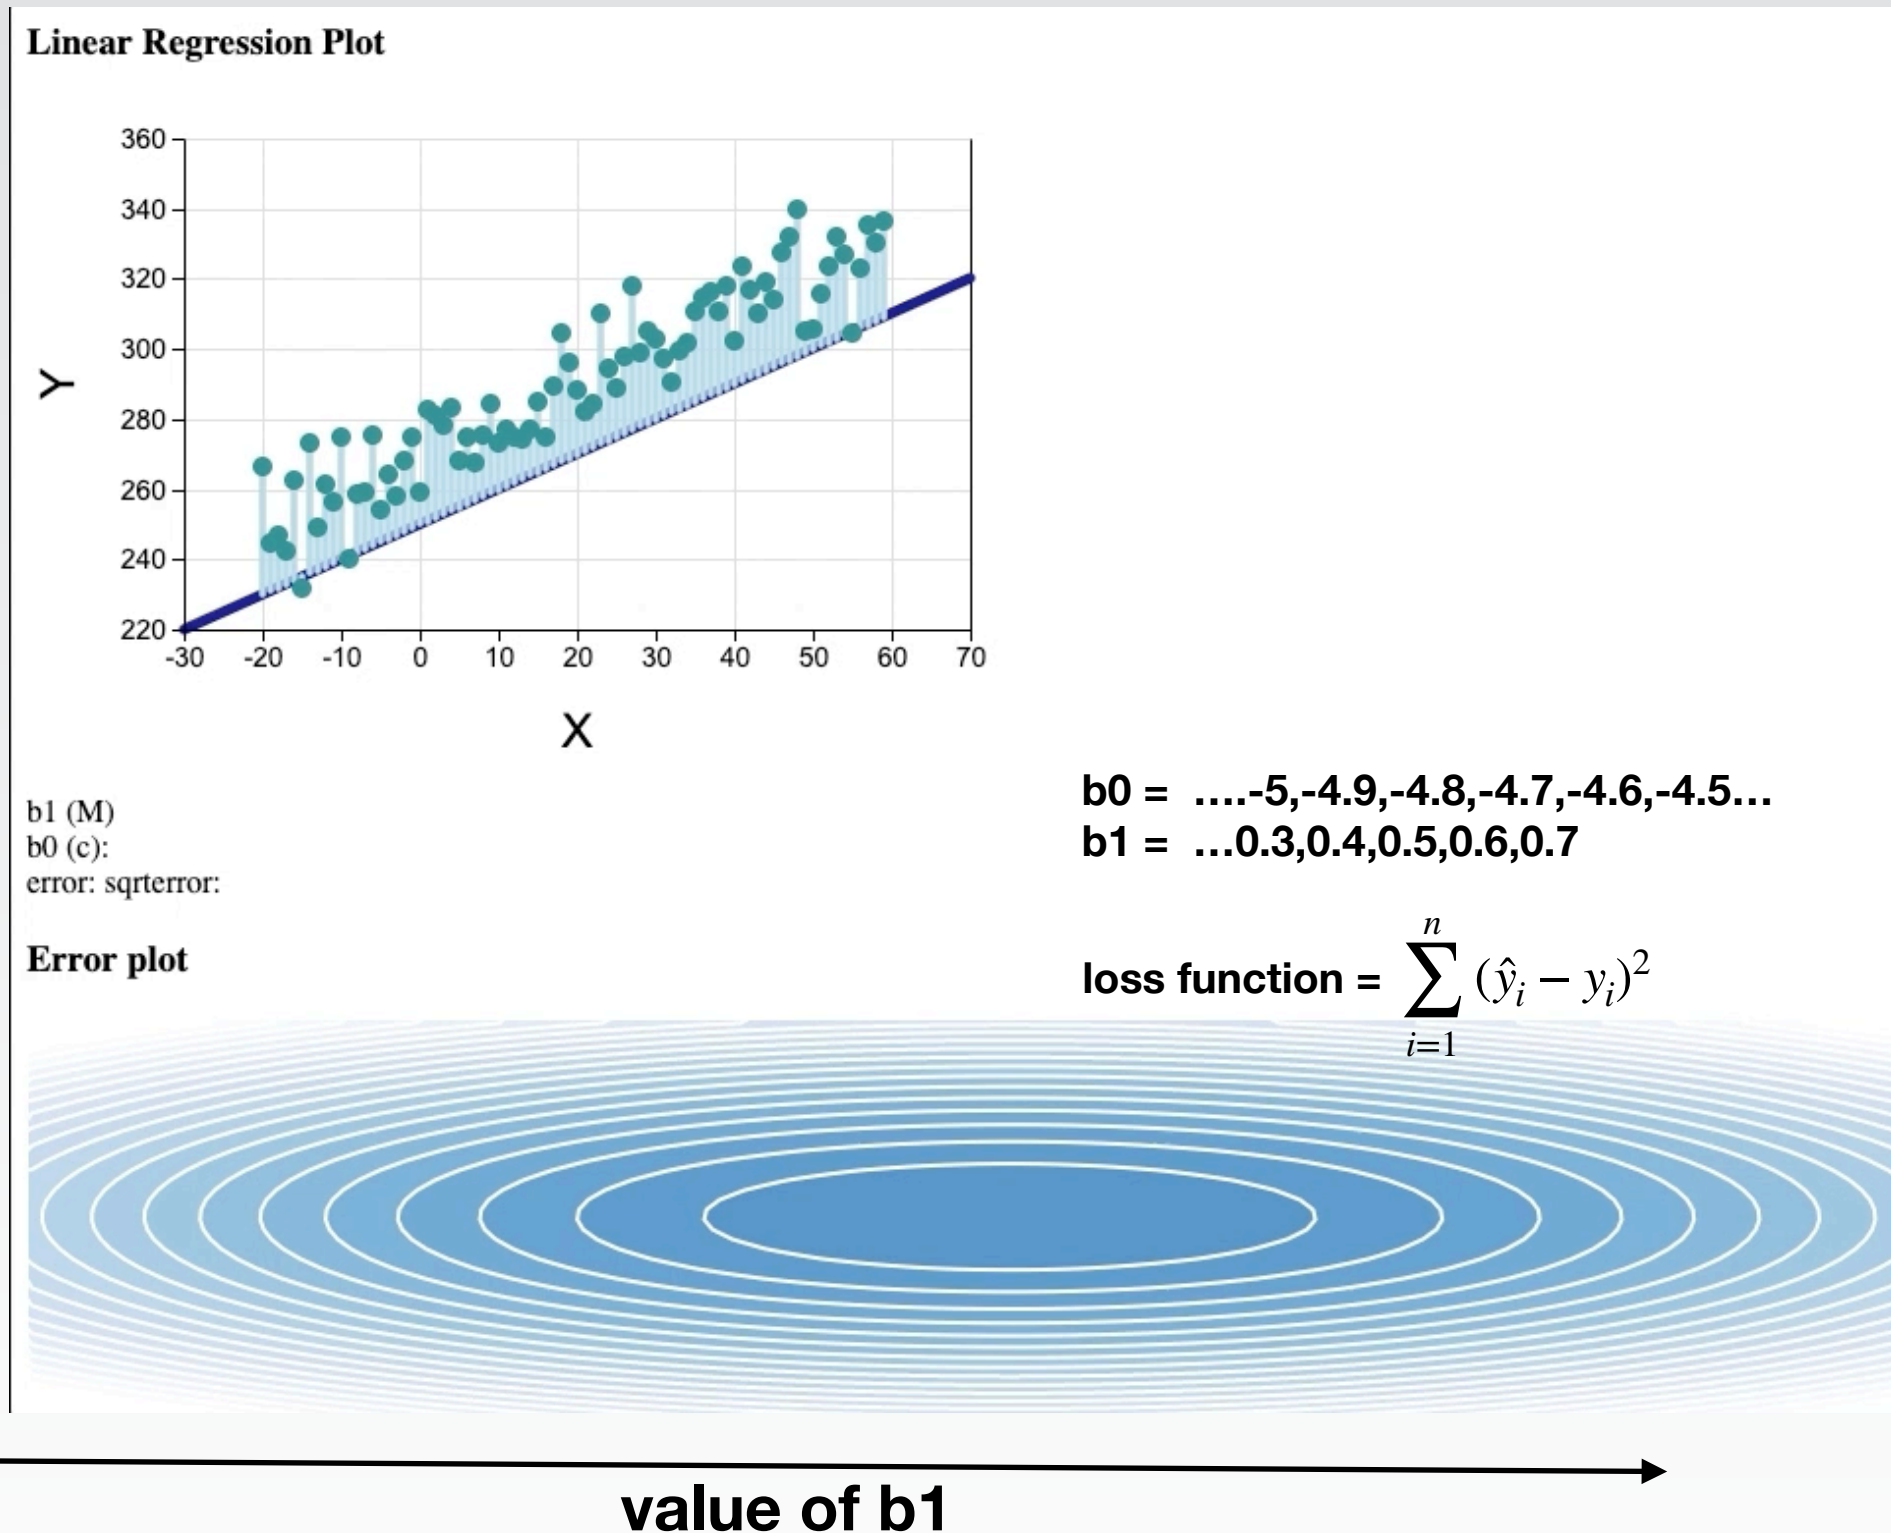 Linear Regression Plot
360
340
320
300
280
260
240
220
Y
-30 -20 -10 0 10 20 30 40 50 60 70
X
b1 (M)
b0 (c):
error: sqrterror:
b0 = ....-5,-4.9,-4.8,-4.7,-4.6,-4.5...
b1 = ...0.3,0.4,0.5,0.6,0.7
Error plot
loss function = \sum_{i=1}^{n} (\hat{y}_i - y_i)^2
value of b1